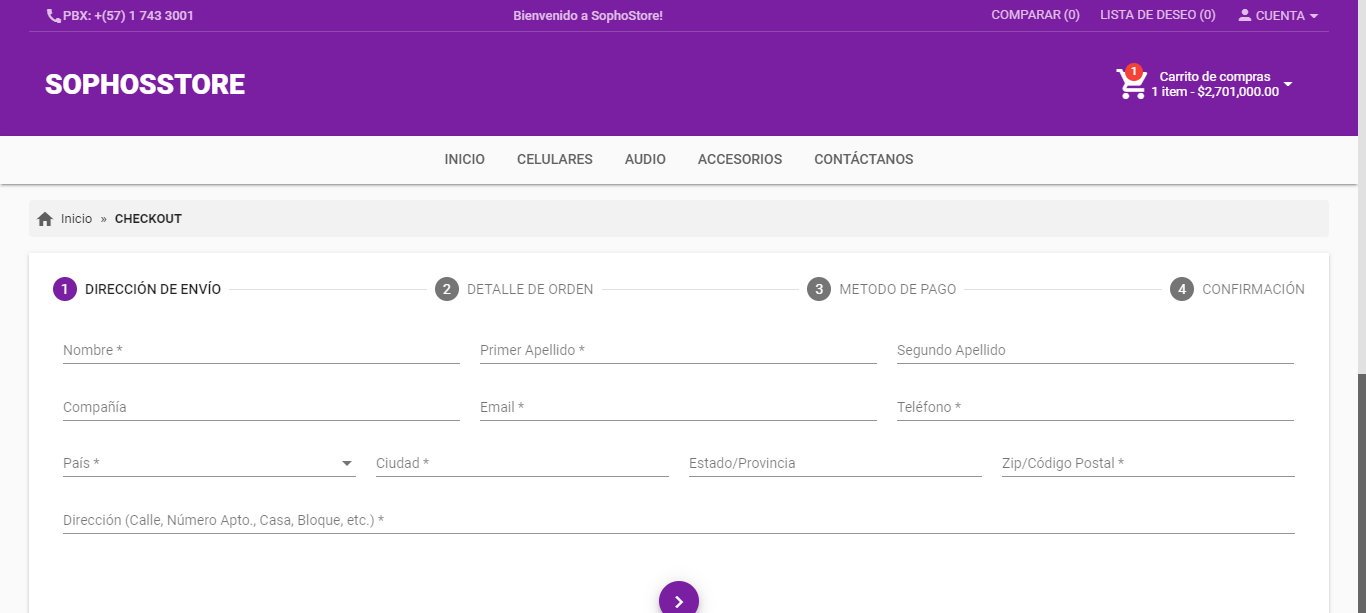 PBX: +(57) 1 743 3001
Bienvenido a SophoStore!
COMPARAR (0)
LISTA DE DESEO (0)
CUENTA
SOPHOSSTORE
1
Carrito de compras
1 item - $2,701,000.00
INICIO
CELULARES
AUDIO
ACCESORIOS
CONTÁCTANOS
Inicio » CHECKOUT
1 DIRECCIÓN DE ENVÍO
2 DETALLE DE ORDEN
3 METODO DE PAGO
4 CONFIRMACIÓN
Nombre *
Primer Apellido *
Segundo Apellido
Compañía
Email *
Teléfono *
País *
Ciudad *
Estado/Provincia
Zip/Código Postal *
Dirección (Calle, Número Apto., Casa, Bloque, etc.) *